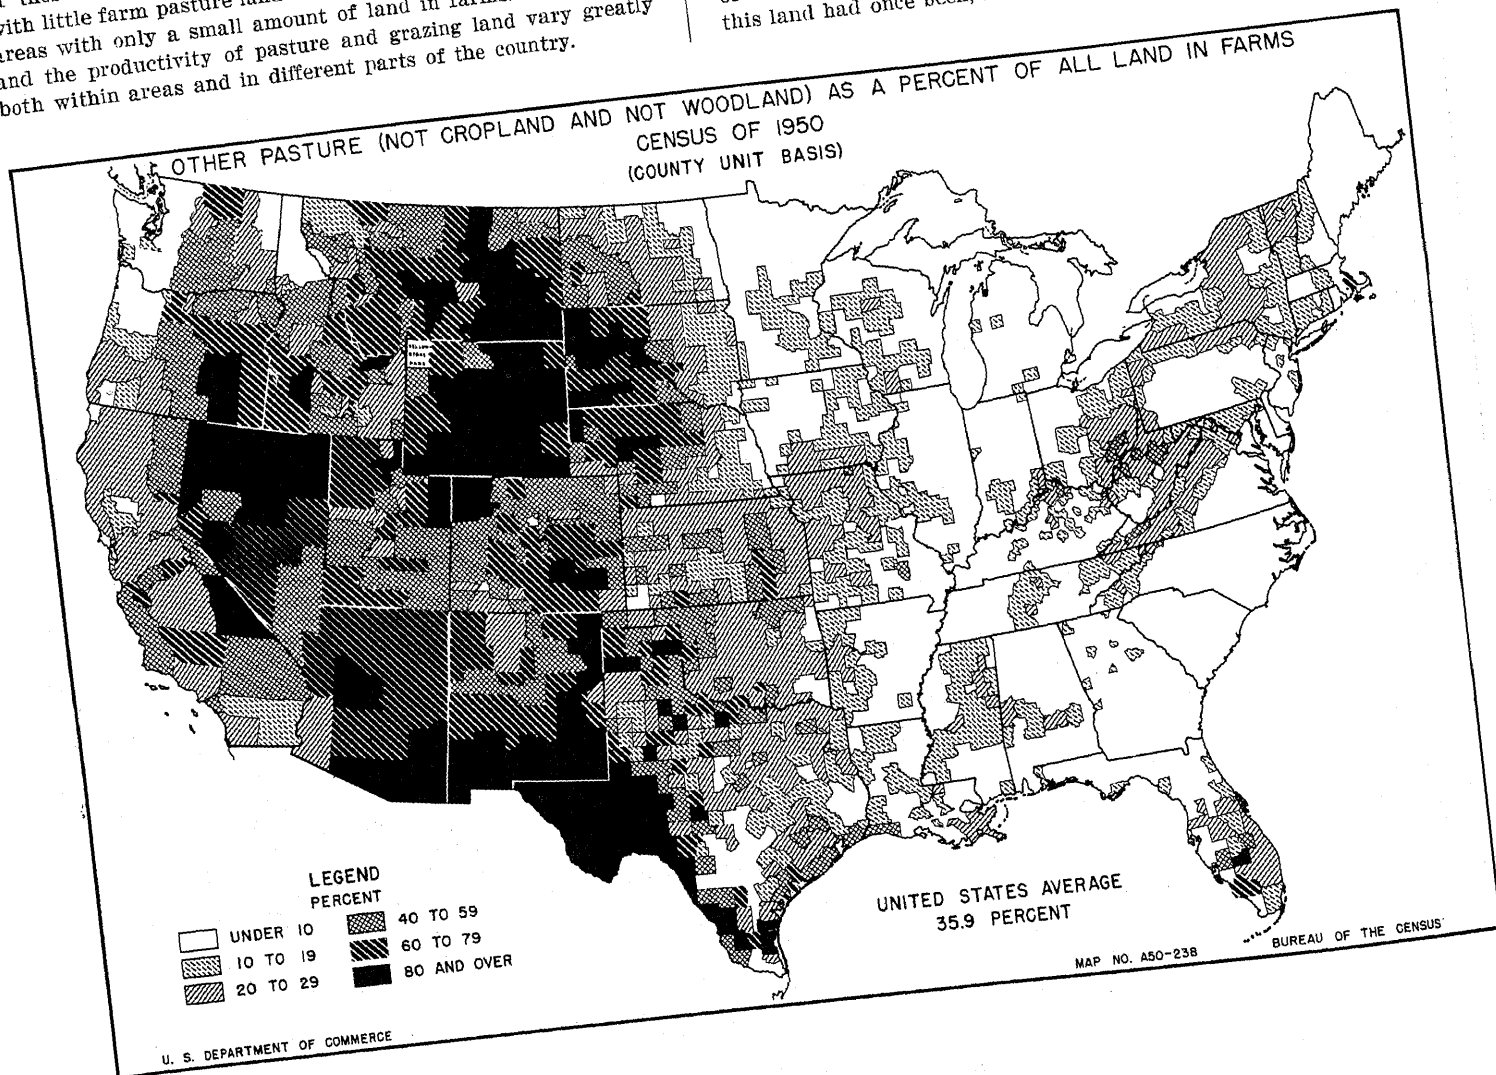 with little farm pasture
areas with only a small amount of land in
and the productivity of pasture and grazing land vary greatly
both within areas and in different parts of the country.
this land had once been,
OTHER PASTURE (NOT CROPLAND AND NOT WOODLAND) AS A PERCENT OF ALL LAND IN FARMS
CENSUS OF 1950
(COUNTY UNIT BASIS)
LEGEND
PERCENT
UNDER 10
10 TO 19
20 TO 29
40 TO 59
60 TO 79
80 AND OVER
UNITED STATES AVERAGE
35.9 PERCENT
MAP NO. A50-238
BUREAU OF THE CENSUS
U. S. DEPARTMENT OF COMMERCE